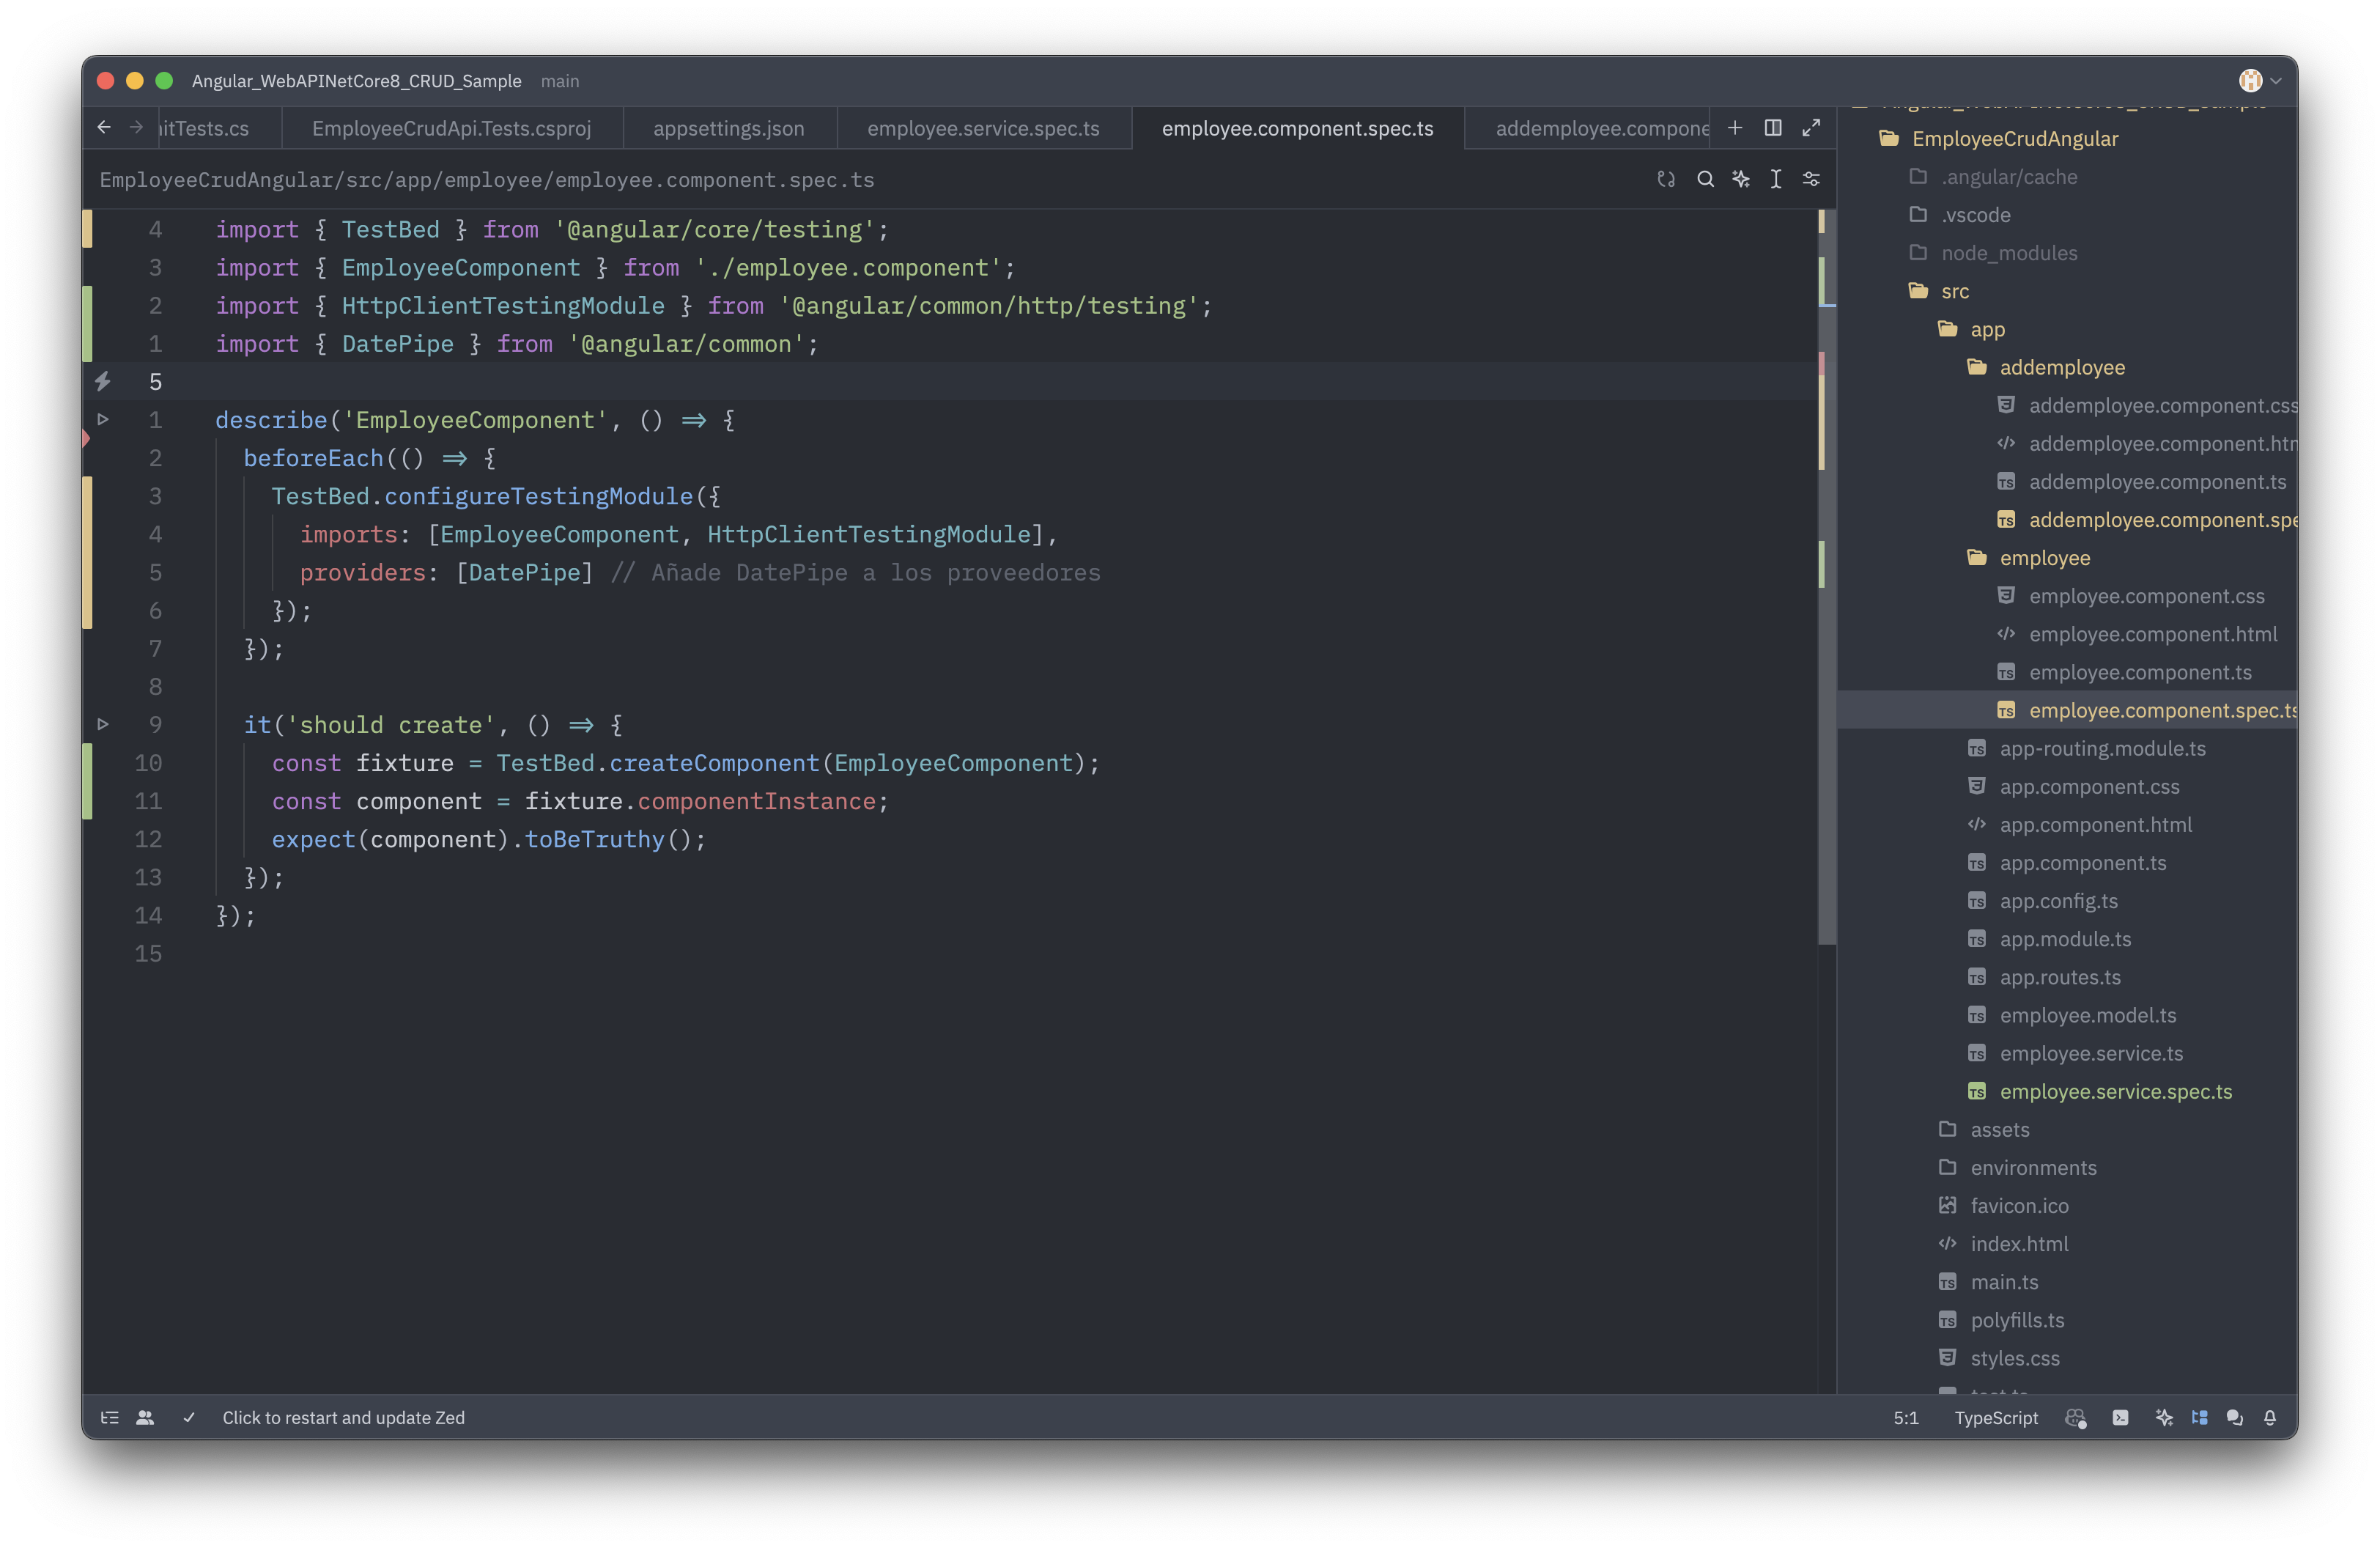 Angular_WebAPINetCore8_CRUD_Sample main
itTests.cs EmployeeCrudApi.Tests.csproj appsettings.json employee.service.spec.ts employee.component.spec.ts addemployee.compone
EmployeeCrudAngular/src/app/employee/employee.component.spec.ts
4 import { TestBed } from '@angular/core/testing';
3 import { EmployeeComponent } from './employee.component';
2 import { HttpClientTestingModule } from '@angular/common/http/testing';
1 import { DatePipe } from '@angular/common';
5
1 describe('EmployeeComponent', () => {
2 beforeEach(() => {
3 TestBed.configureTestingModule({
4 imports: [EmployeeComponent, HttpClientTestingModule],
5 providers: [DatePipe] // Añade DatePipe a los proveedores
6 });
7 });
8
9 it('should create', () => {
10 const fixture = TestBed.createComponent(EmployeeComponent);
11 const component = fixture.componentInstance;
12 expect(component).toBeTruthy();
13 });
14 });
15
EmployeeCrudAngular
.angular/cache
.vscode
node_modules
src
app
addemployee
addemployee.component.css
addemployee.component.htm
addemployee.component.ts
addemployee.component.spe
employee
employee.component.css
employee.component.html
employee.component.ts
employee.component.spec.ts
app-routing.module.ts
app.component.css
app.component.html
app.component.ts
app.config.ts
app.module.ts
app.routes.ts
employee.model.ts
employee.service.ts
employee.service.spec.ts
assets
environments
favicon.ico
index.html
main.ts
polyfills.ts
styles.css
Click to restart and update Zed 5:1 TypeScript